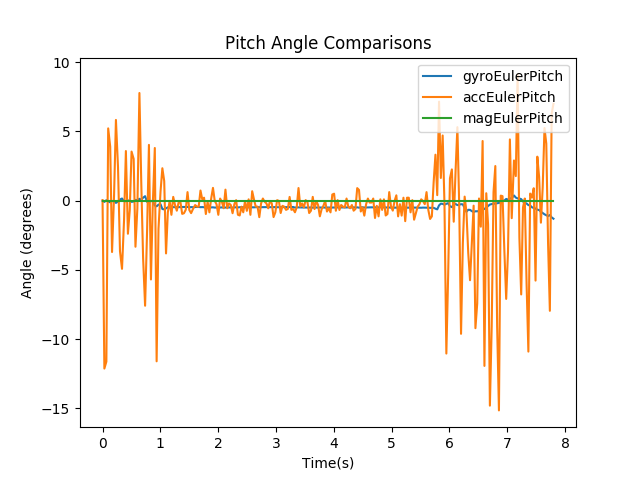 Pitch Angle Comparisons
10
5
0
−5
−10
−15
Angle (degrees)
gyroEulerPitch
accEulerPitch
magEulerPitch
0 1 2 3 4 5 6 7 8
Time(s)